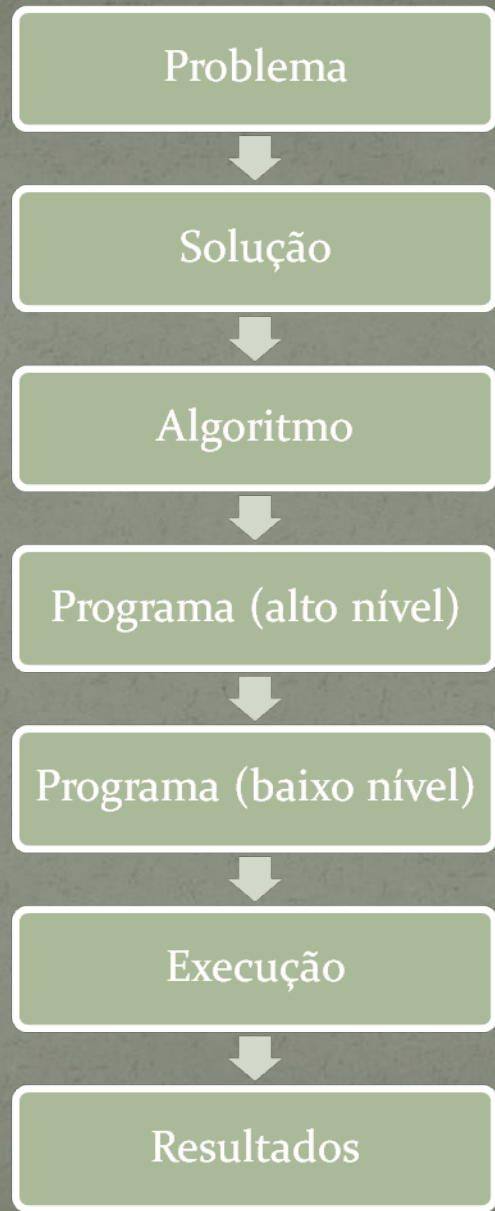 Problema
Solução
Algoritmo
Programa (alto nível)
Programa (baixo nível)
Execução
Resultados